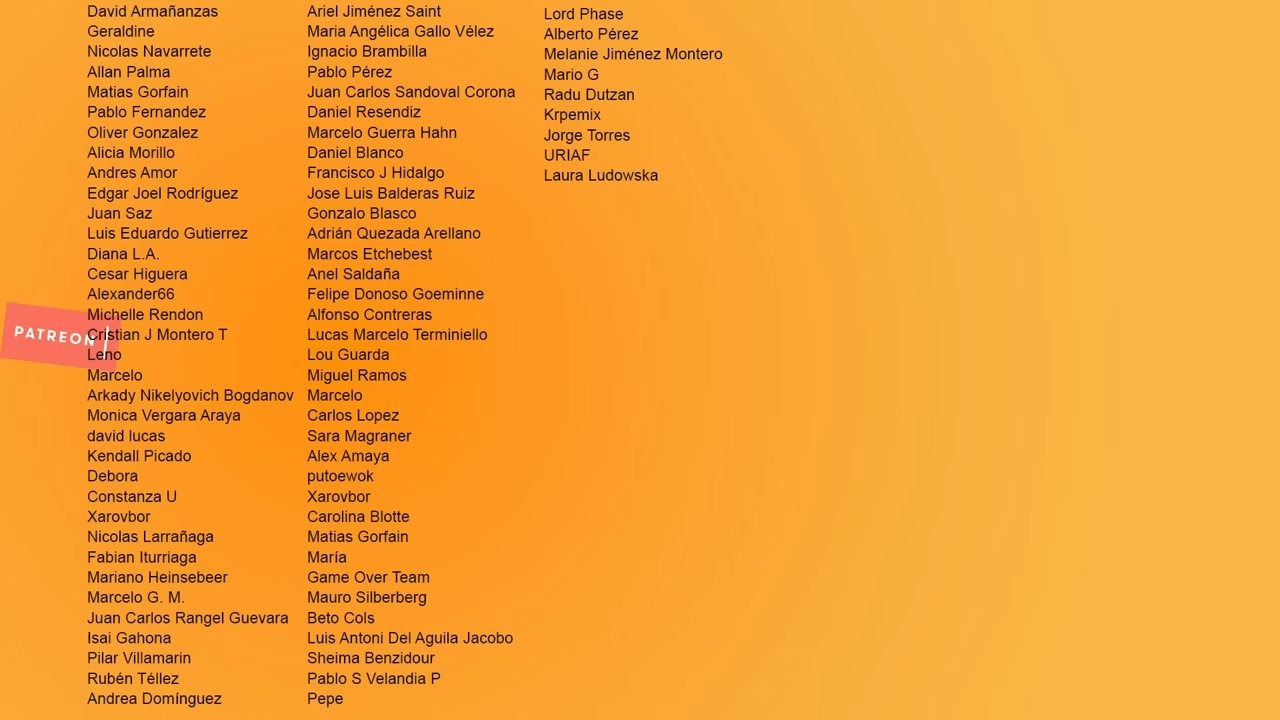 David Armañanzas
Geraldine
Nicolas Navarrete
Allan Palma
Matias Gorfain
Pablo Fernandez
Oliver Gonzalez
Alicia Morillo
Andres Amor
Edgar Joel Rodríguez
Juan Saz
Luis Eduardo Gutierrez
Diana L.A.
Cesar Higuera
Alexander66
Michelle Rendon
Cristian J Montero T
Leño
Marcelo
Arkady Nikelyovich Bogdanov
Monica Vergara Araya
david lucas
Kendall Picado
Debora
Constanza U
Xarovbor
Nicolas Larrañaga
Fabian Iturriaga
Mariano Heinsebeer
Marcelo G. M.
Juan Carlos Rangel Guevara
Isai Gahona
Pilar Villamarin
Rubén Téllez
Andrea Domínguez
PATREON
Ariel Jiménez Saint
Maria Angélica Gallo Vélez
Ignacio Brambilla
Pablo Pérez
Juan Carlos Sandoval Corona
Daniel Resendiz
Marcelo Guerra Hahn
Daniel Blanco
Francisco J Hidalgo
Jose Luis Balderas Ruiz
Gonzalo Blasco
Adrián Quezada Arellano
Marcos Etchebest
Anel Saldaña
Felipe Donoso Goeminne
Alfonso Contreras
Lucas Marcelo Terminiello
Lou Guarda
Miguel Ramos
Marcelo
Carlos Lopez
Sara Magraner
Alex Amaya
putoewok
Xarovbor
Carolina Blotte
Matias Gorfain
María
Game Over Team
Mauro Silberberg
Beto Cols
Luis Antoni Del Aguila Jacobo
Sheima Benzidour
Pablo S Velandia P
Pepe
Lord Phase
Alberto Pérez
Melanie Jiménez Montero
Mario G
Radu Dutzan
Krpemix
Jorge Torres
URIAF
Laura Ludowska